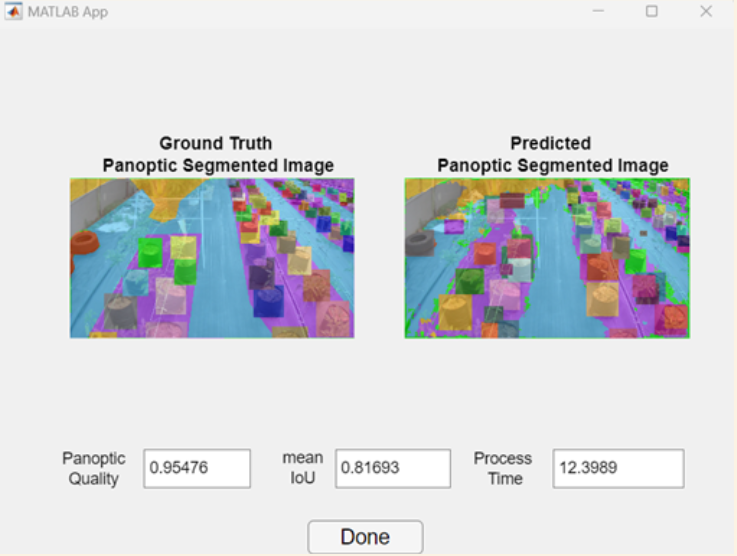 MATLAB App
Ground Truth
Panoptic Segmented Image
Predicted
Panoptic Segmented Image
Panoptic
Quality
0.95476
mean
IoU
0.81693
Process
Time
12.3989
Done